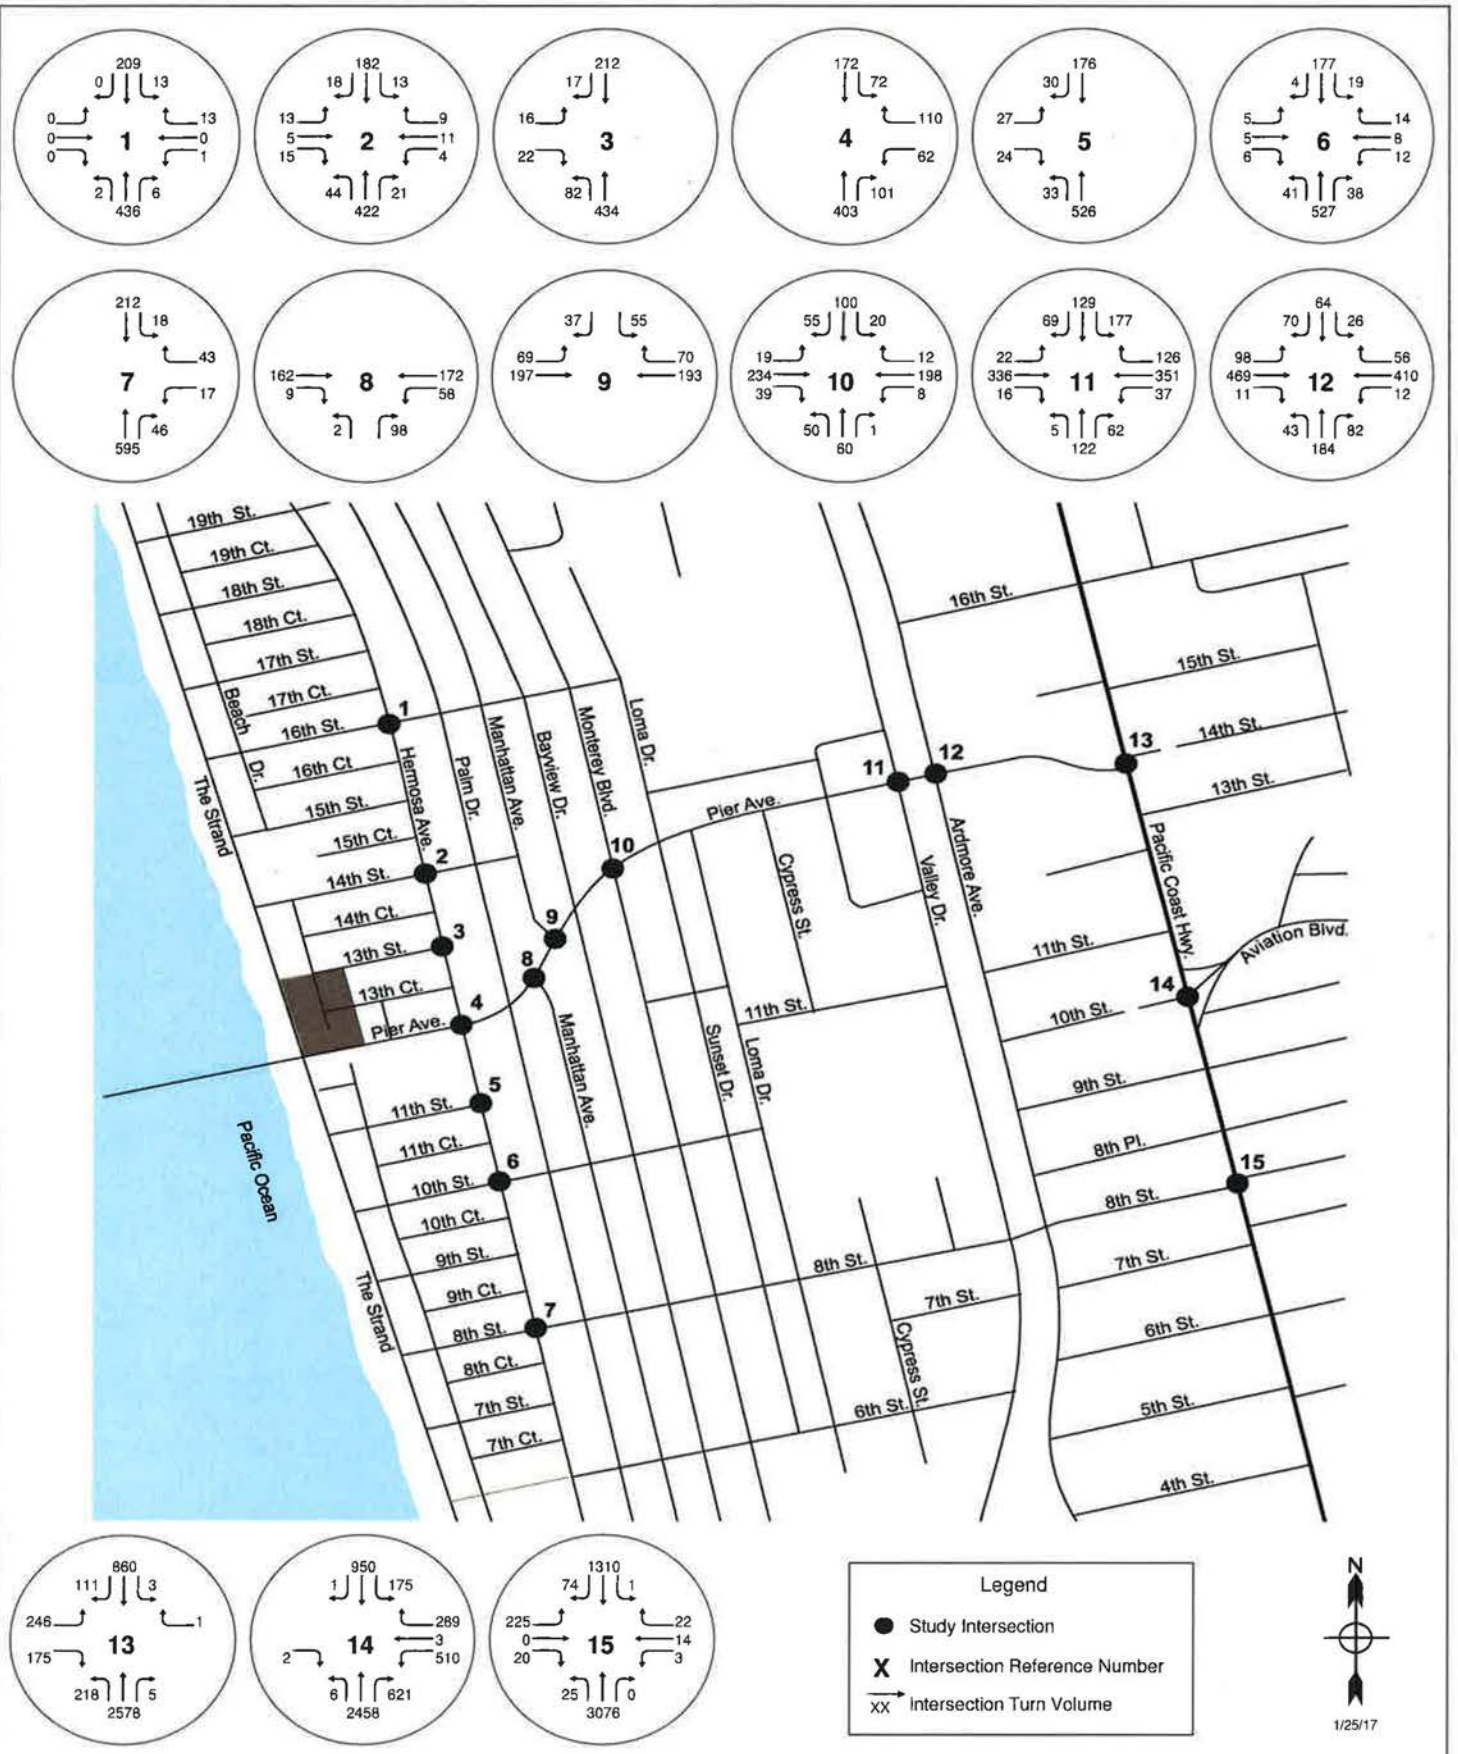 209
0 13
0 13
0 1 0
0 1
2 6
436
182
18 13
13 9
5 2 11
15 4
44 21
422
212
17
16
3
22
82
434
172
72
110
4
62
101
403
176
30
27
5
24
33
526
177
4 19
5 14
5 6 8
6 12
41 38
527
212
18
43
7
17
46
595
162 8 172
9 58
2 98
37 55
69 70
197 9 193
100
55 20
19 12
234 10 198
39 8
50 1
60
129
69 177
22 126
336 11 351
16 37
5 62
122
64
70 26
98 56
469 12 410
11 12
43 82
184
19th St.
19th Ct.
18th St.
18th Ct.
17th St.
17th Ct.
16th St.
16th Ct
15th St.
15th Ct.
14th St.
14th Ct.
13th St.
13th Ct.
Pier Ave.
11th St.
11th Ct.
10th St.
10th Ct.
9th St.
9th Ct.
8th St.
8th Ct.
7th St.
7th Ct.
Beach
Dr.
The Strand
The Strand
Pacific Ocean
Hermosa Ave.
Palm Dr.
Manhattan Ave.
Bayview Dr.
Monterey Blvd.
Loma Dr.
Manhattan Ave.
Sunset Dr.
Loma Dr.
Pier Ave.
Cypress St.
11th St.
8th St.
7th St.
Cypress St.
6th St.
Valley Dr.
Ardmore Ave.
Pacific Coast Hwy.
Aviation Blvd.
16th St.
15th St.
14th St.
13th St.
11th St.
10th St.
9th St.
8th Pl.
8th St.
7th St.
6th St.
5th St.
4th St.
1
2
3
4
5
6
7
8
9
10
11
12
13
14
15
860
111 3
246 1
13
175
218 5
2578
950
1 175
289
14 3
2 510
6 621
2458
1310
74 1
225 22
0 15 14
20 3
25 0
3076
Legend
Study Intersection
X Intersection Reference Number
XX Intersection Turn Volume
N
1/25/17